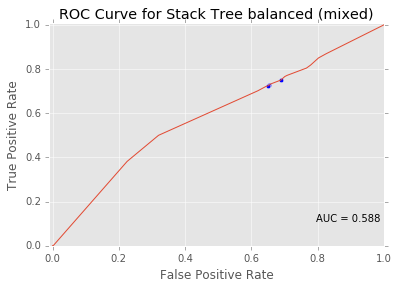 ROC Curve for Stack Tree balanced (mixed)
1.0
0.8
0.6
0.4
0.2
0.0
True Positive Rate
AUC = 0.588
0.0 0.2 0.4 0.6 0.8 1.0
False Positive Rate